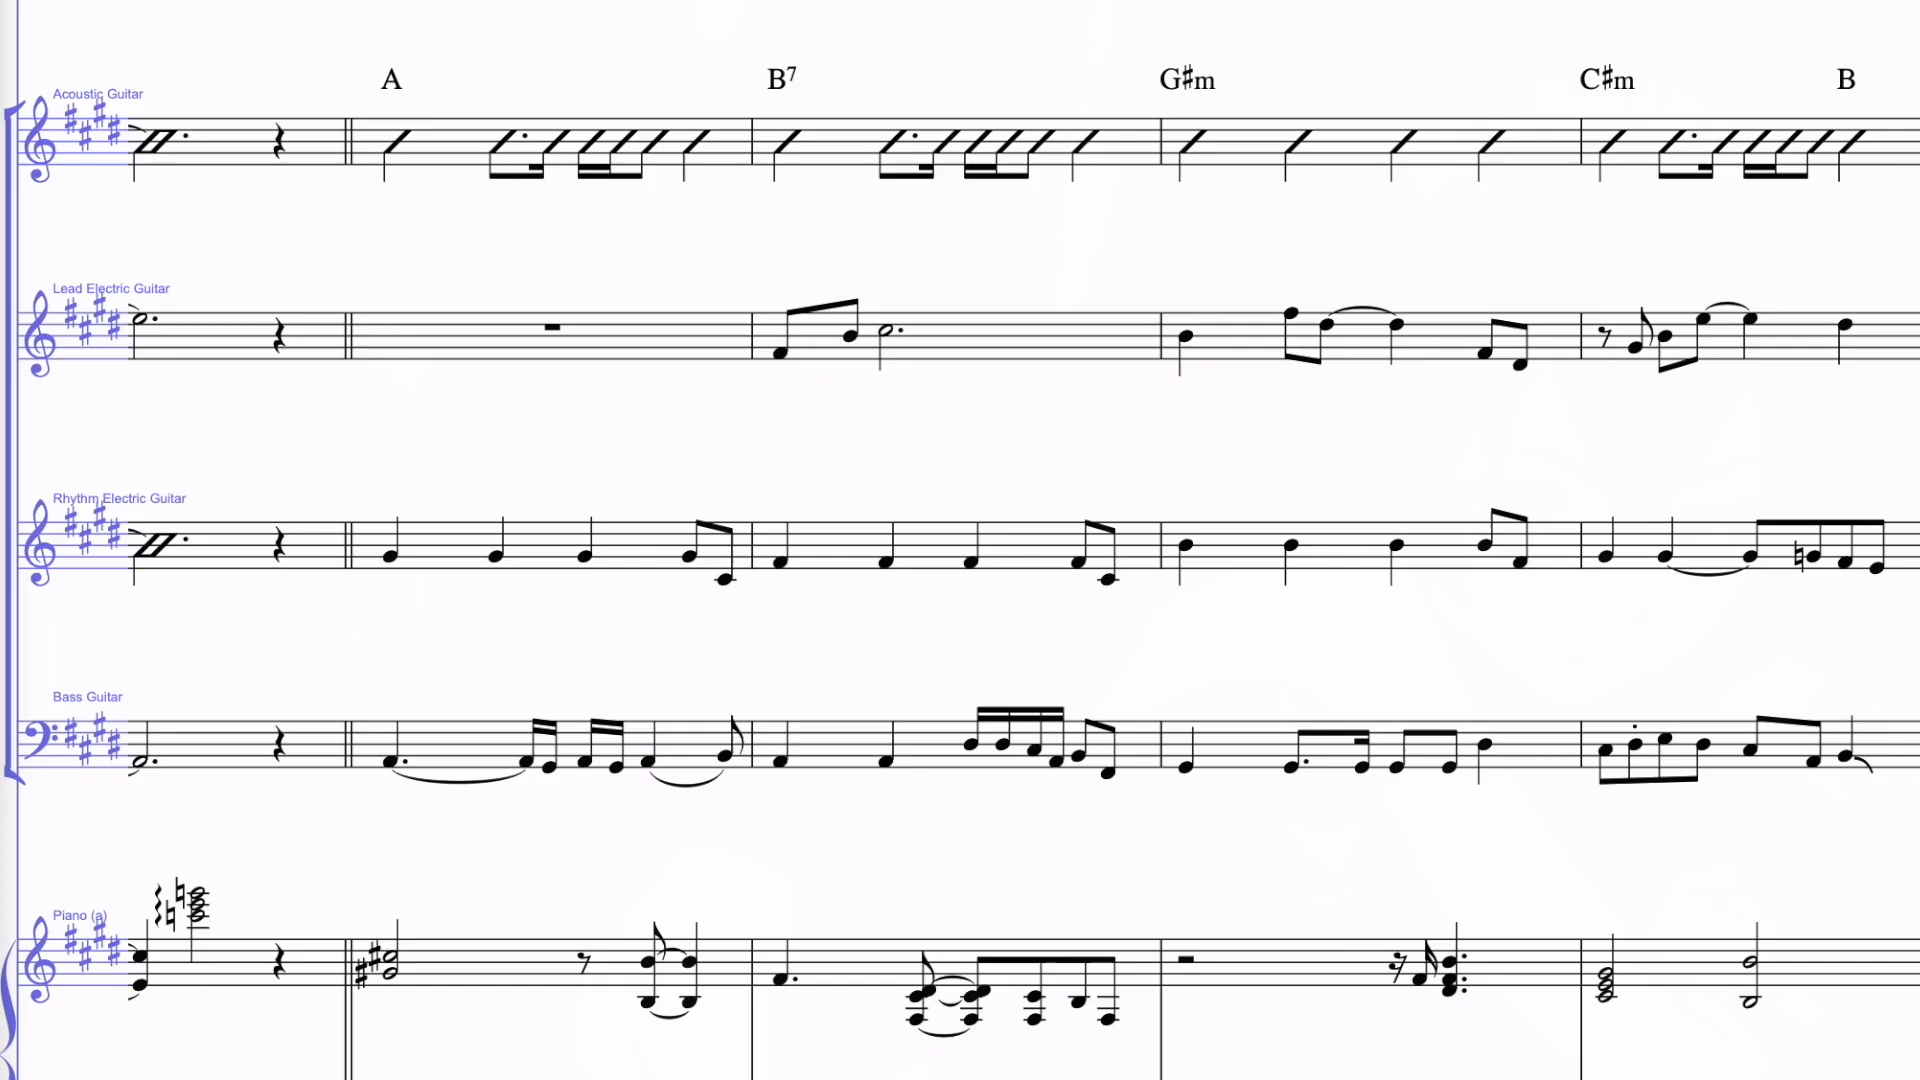 A B7 G#m C#m B
Acoustic Guitar
Lead Electric Guitar
Rhythm Electric Guitar
Bass Guitar
Piano (a)